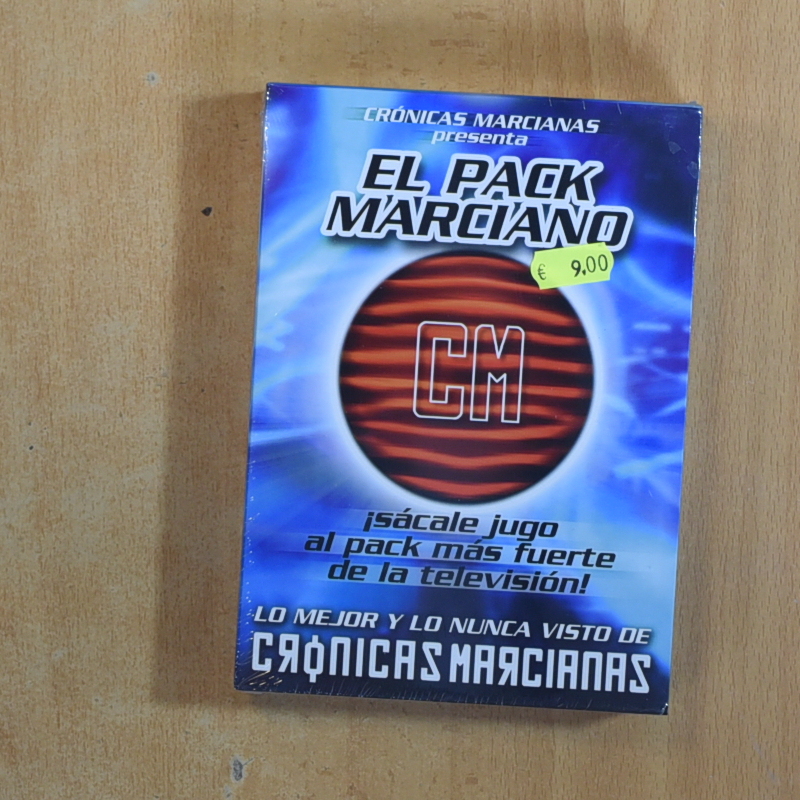 CRÓNICAS MARCIANAS
presenta
EL PACK
MARCIANO
€ 9,00
CM
¡sácale jugo
al pack más fuerte
de la televisión!
LO MEJOR Y LO NUNCA VISTO DE
CRÓNICAS MARCIANAS